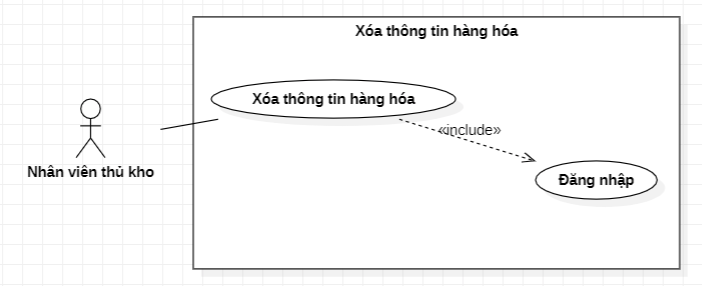 Xóa thông tin hàng hóa
Xóa thông tin hàng hóa
«include»
Nhân viên thủ kho
Đăng nhập